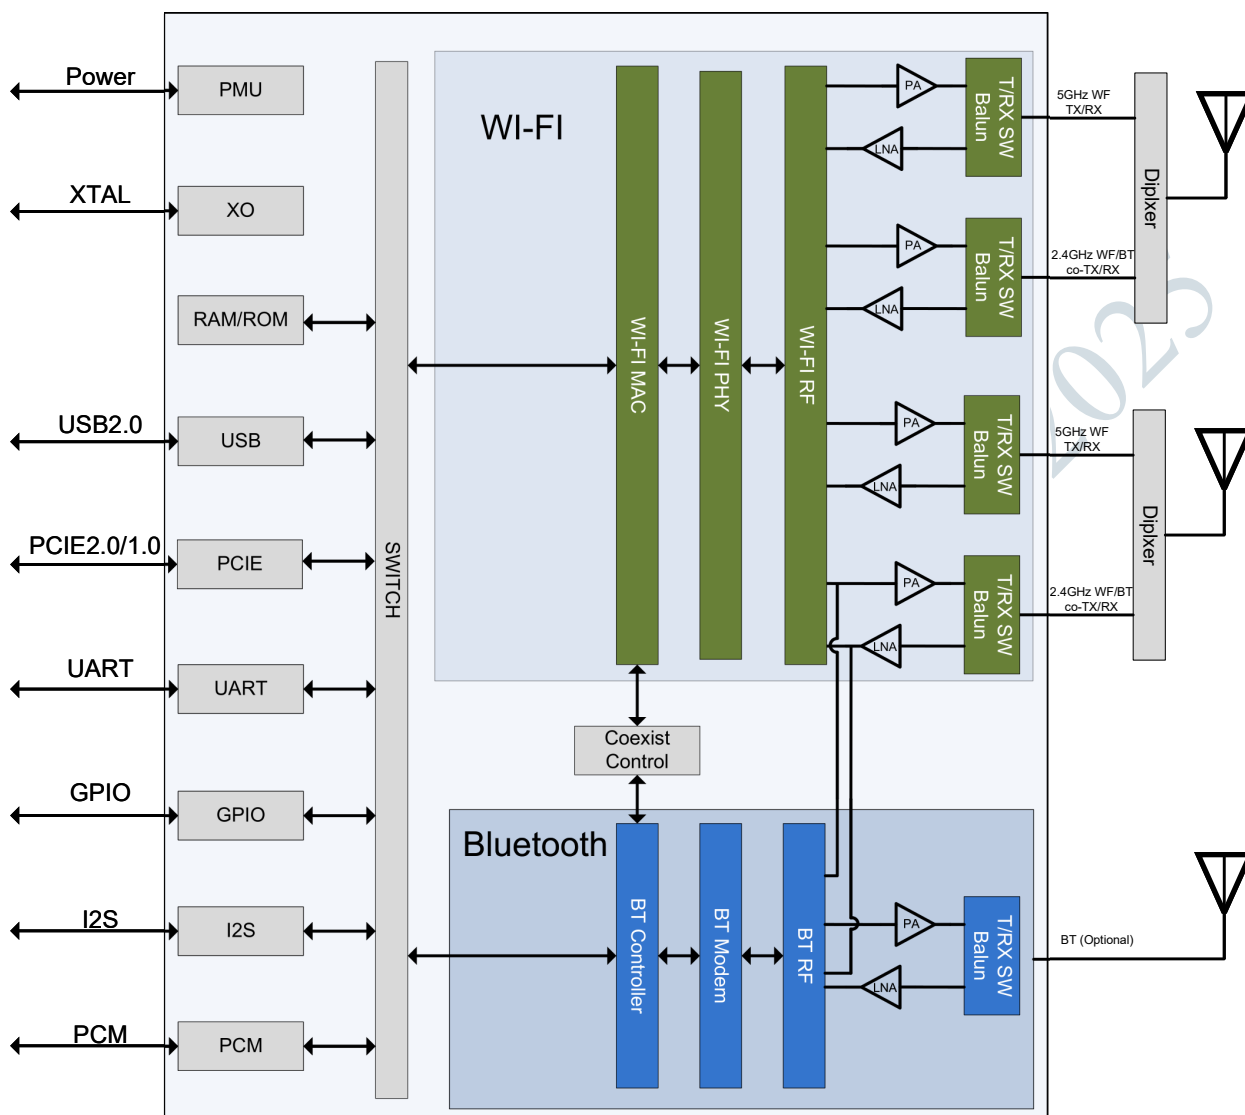 Power
PMU
XTAL
XO
RAM/ROM
USB2.0
USB
PCIE2.0/1.0
PCIE
UART
UART
GPIO
GPIO
I2S
I2S
PCM
PCM
SWITCH
WI-FI
WI-FI MAC
WI-FI PHY
WI-FI RF
PA
LNA
T/RX SW
Balun
5GHz WF
TX/RX
PA
LNA
T/RX SW
Balun
2.4GHz WF/BT
co-TX/RX
Diplxer
PA
LNA
T/RX SW
Balun
5GHz WF
TX/RX
PA
LNA
T/RX SW
Balun
2.4GHz WF/BT
co-TX/RX
Diplxer
2023
Coexist
Control
Bluetooth
BT Controller
BT Modem
BT RF
PA
LNA
T/RX SW
Balun
BT (Optional)